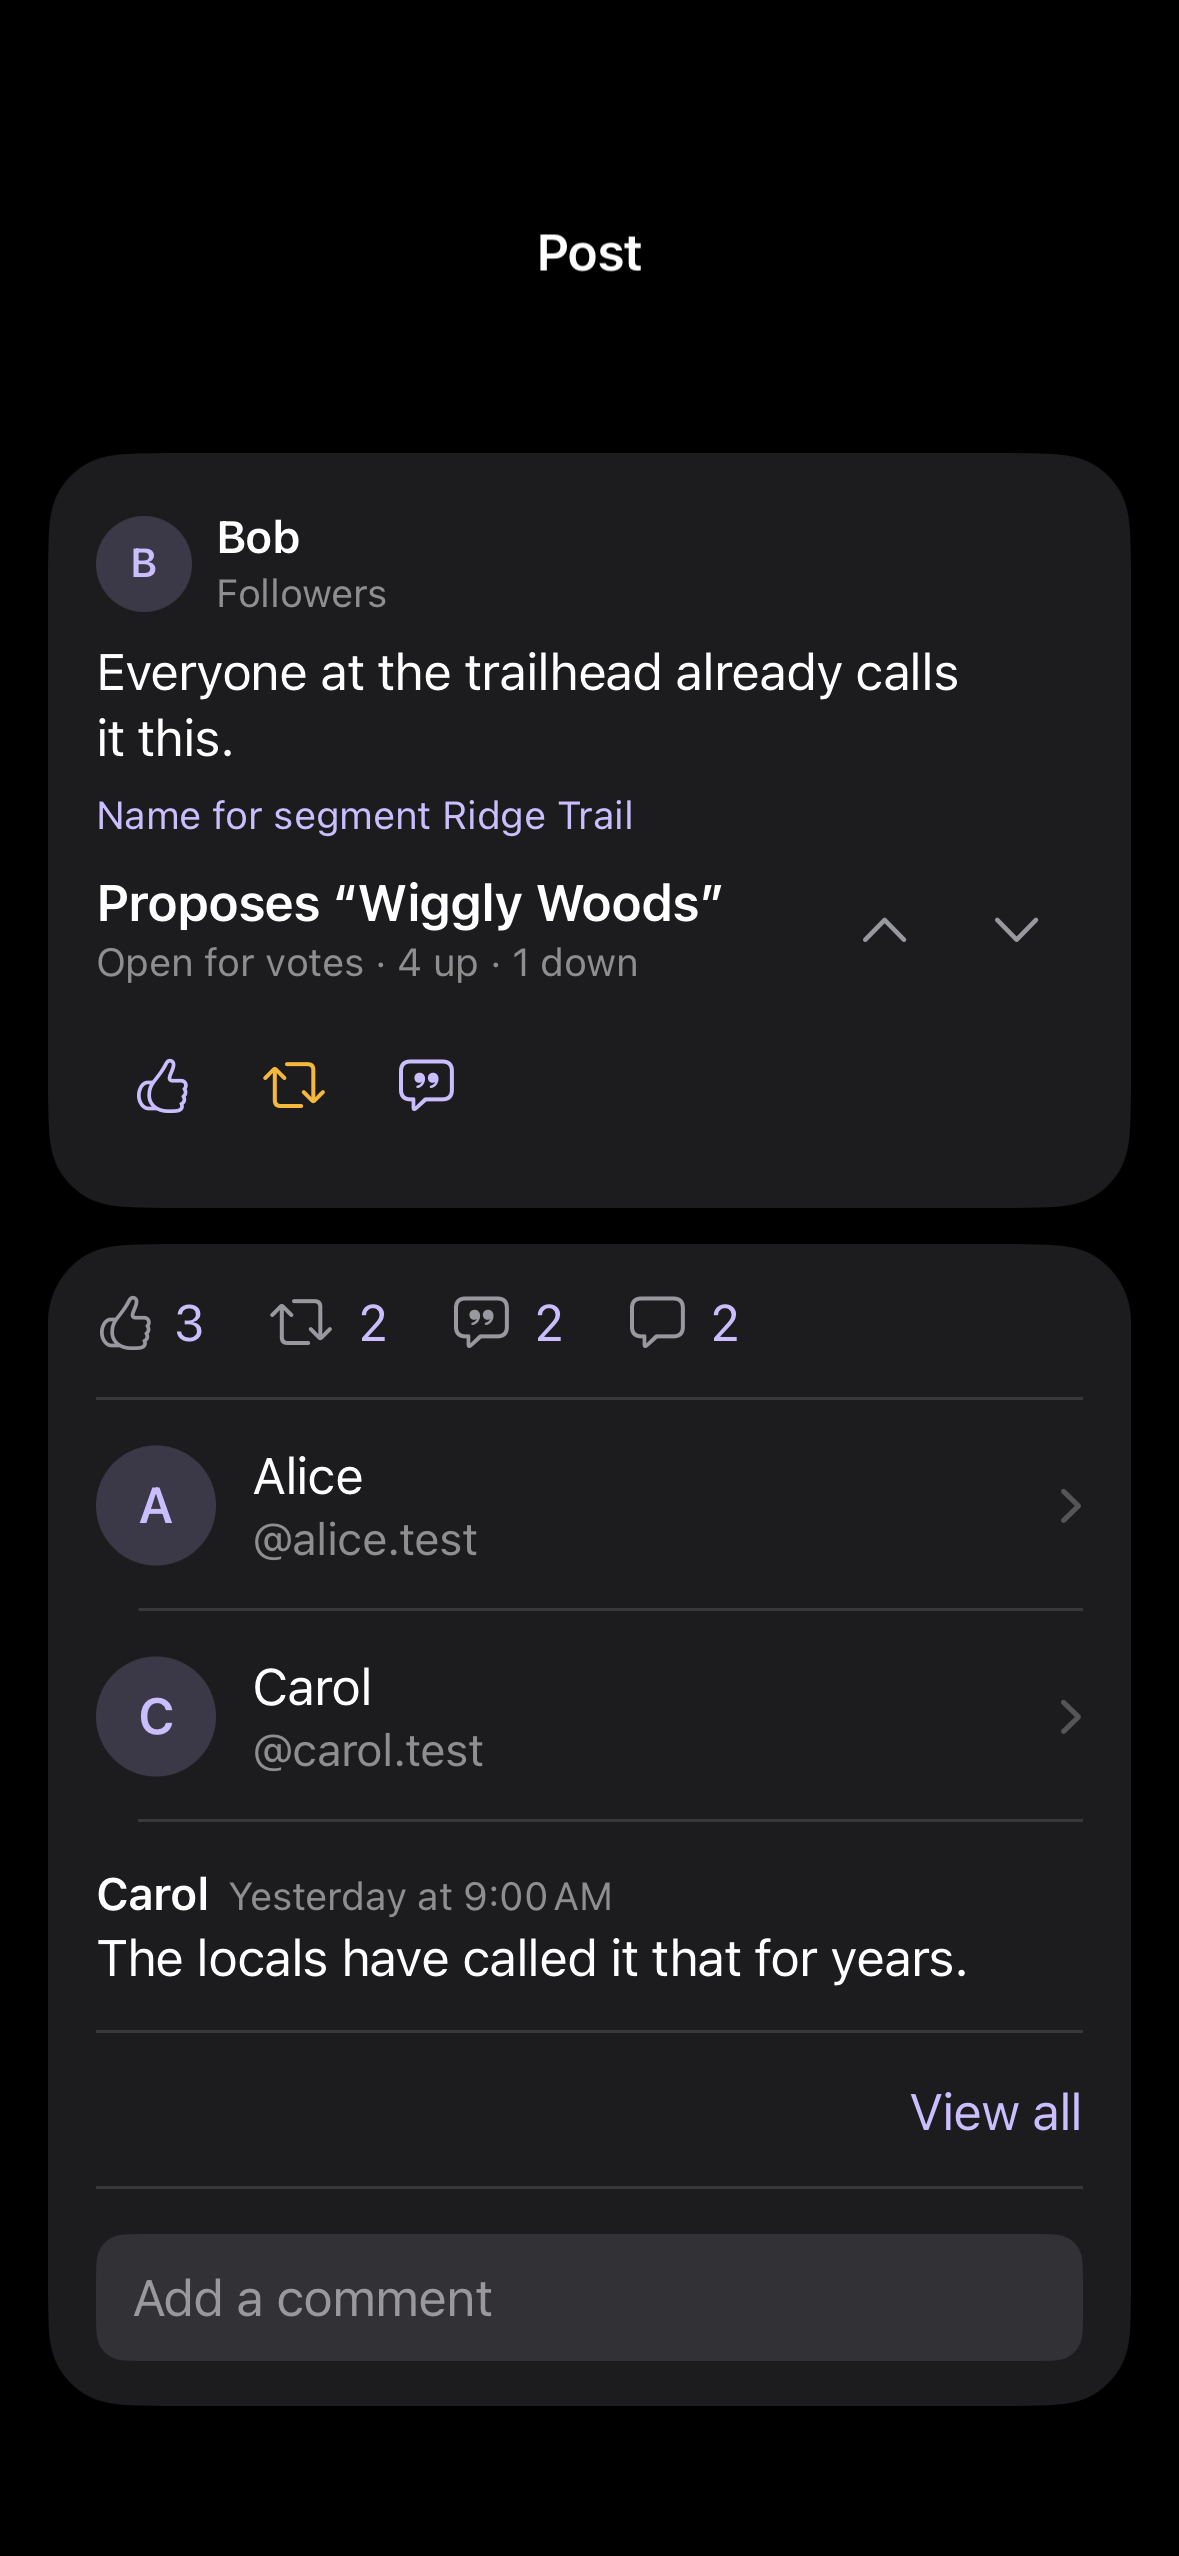 Post
B
Bob
Followers
Everyone at the trailhead already calls
it this.
Name for segment Ridge Trail
Proposes “Wiggly Woods”
Open for votes · 4 up · 1 down
3 2 2 2
A
Alice
@alice.test
C
Carol
@carol.test
Carol Yesterday at 9:00 AM
The locals have called it that for years.
View all
Add a comment